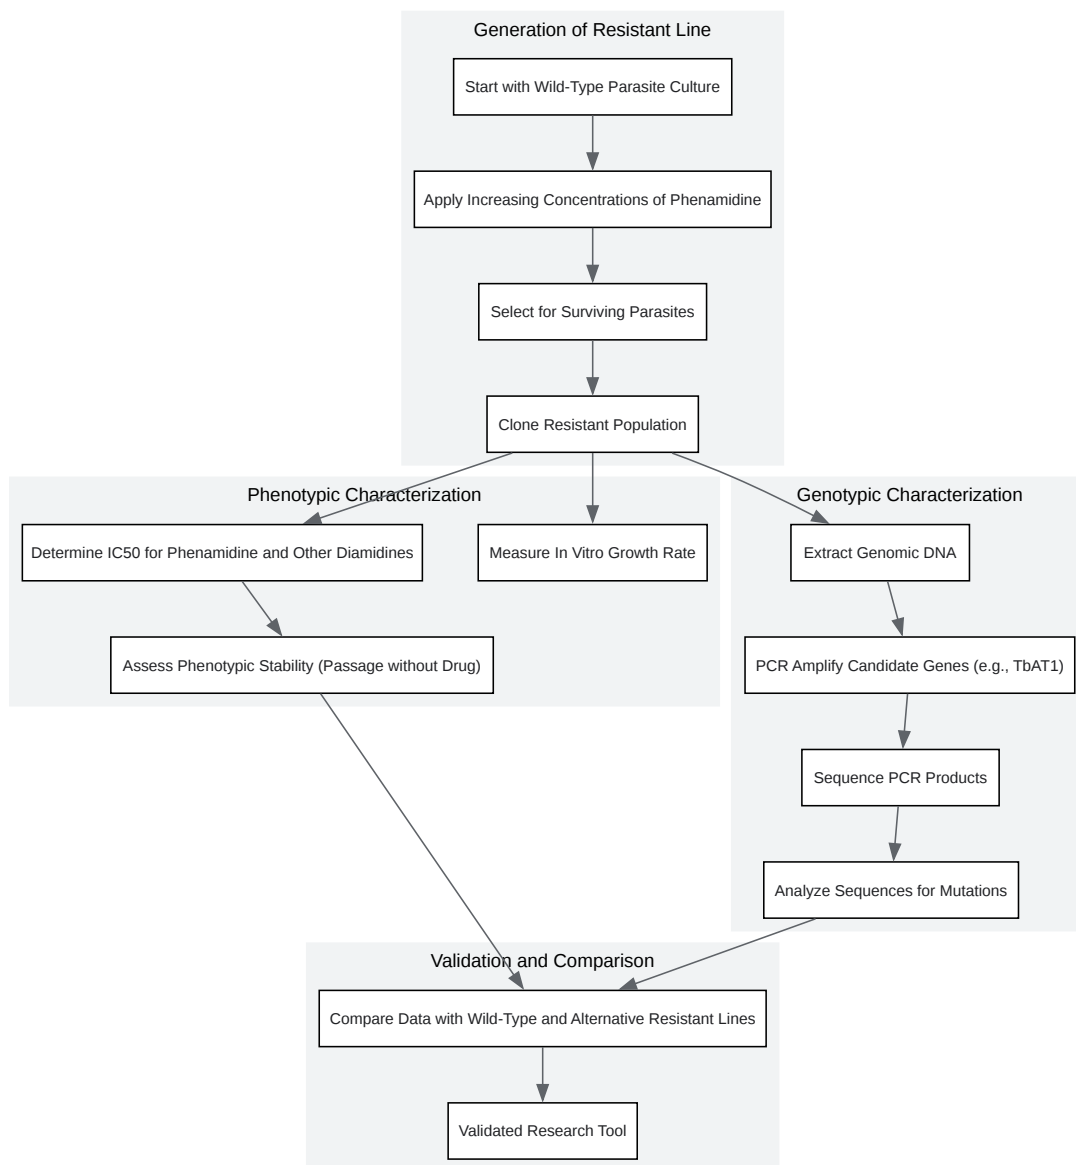 Generation of Resistant Line
Start with Wild-Type Parasite Culture
Apply Increasing Concentrations of Phenamidine
Select for Surviving Parasites
Clone Resistant Population
Phenotypic Characterization
Determine IC50 for Phenamidine and Other Diamidines
Measure In Vitro Growth Rate
Assess Phenotypic Stability (Passage without Drug)
Genotypic Characterization
Extract Genomic DNA
PCR Amplify Candidate Genes (e.g., TbAT1)
Sequence PCR Products
Analyze Sequences for Mutations
Validation and Comparison
Compare Data with Wild-Type and Alternative Resistant Lines
Validated Research Tool